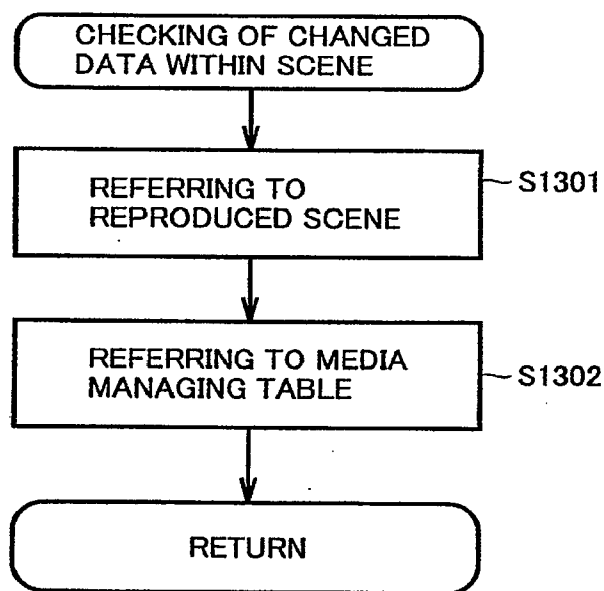 CHECKING OF CHANGED
DATA WITHIN SCENE
REFERRING TO
REPRODUCED SCENE
S1301
REFERRING TO MEDIA
MANAGING TABLE
S1302
RETURN